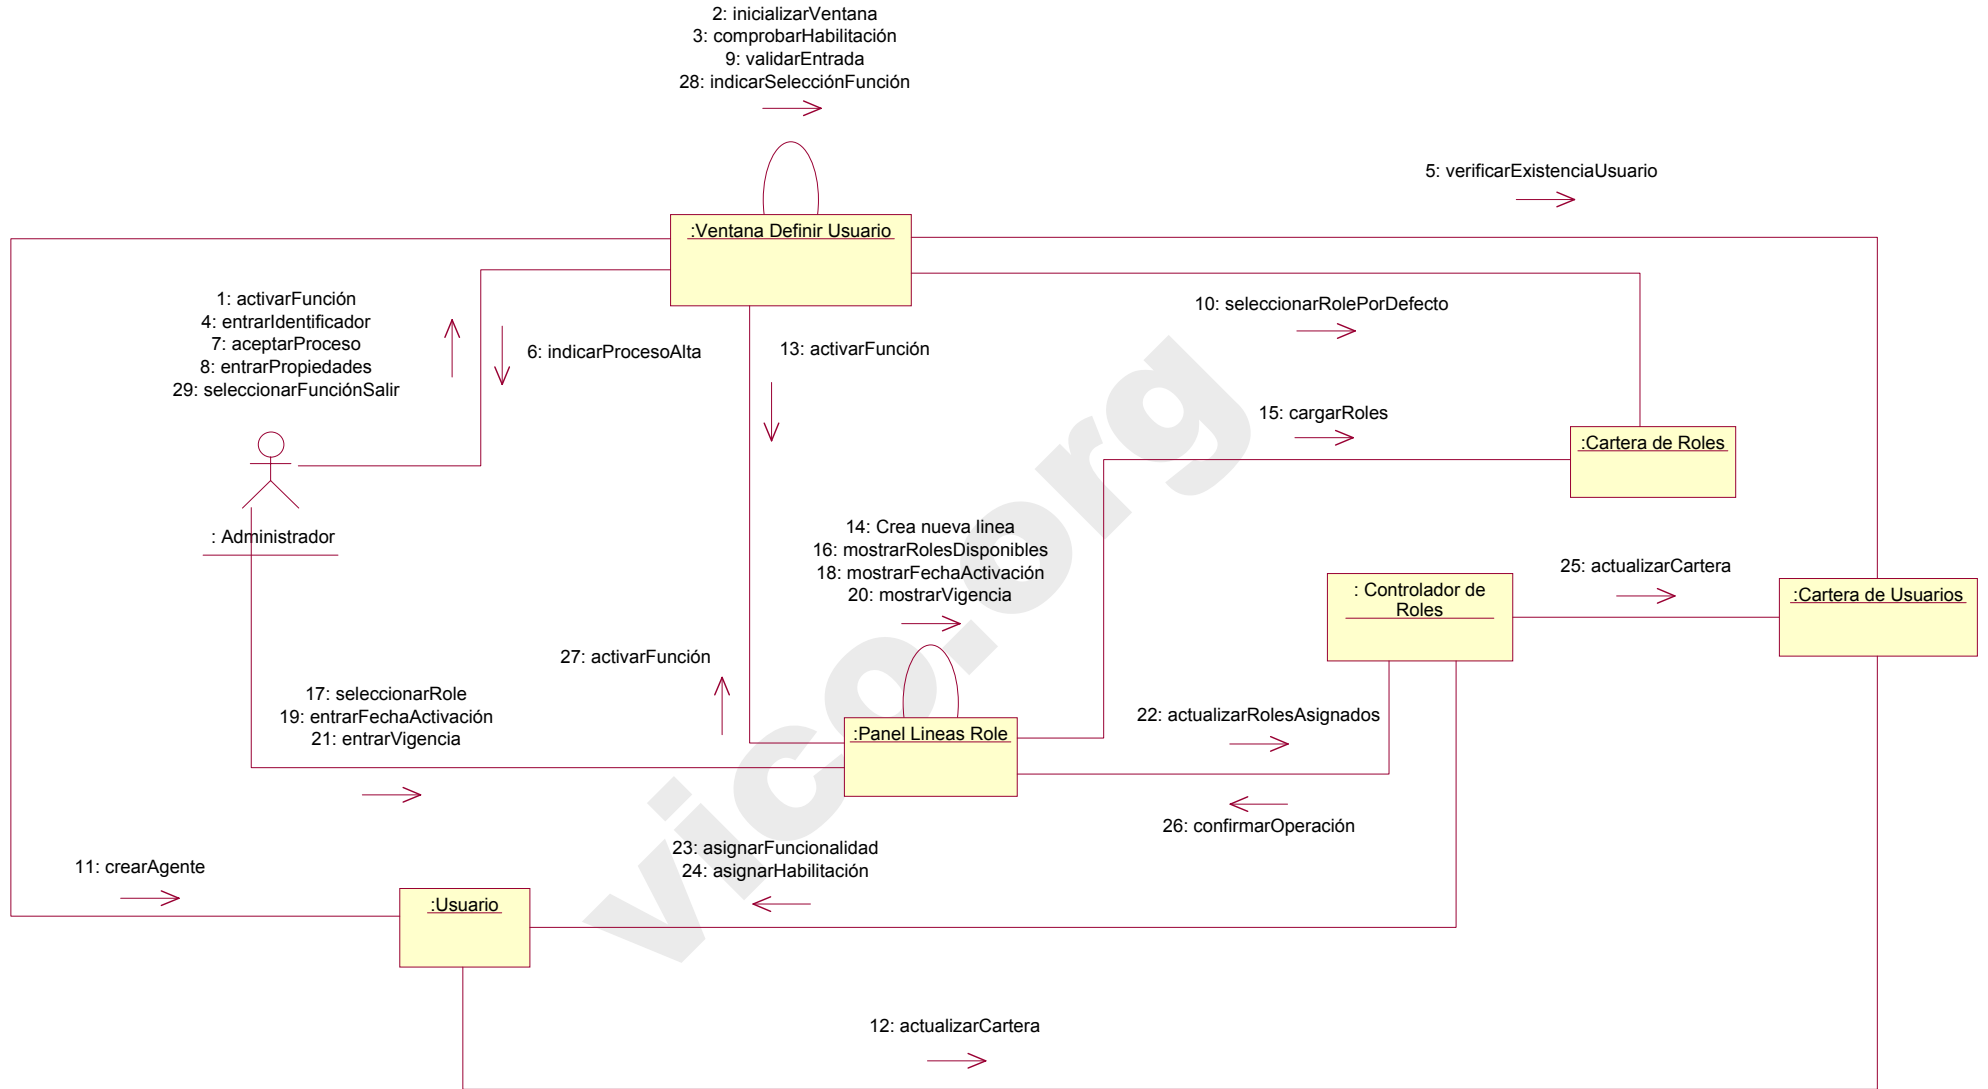 2: inicializarVentana
3: comprobarHabilitación
9: validarEntrada
28: indicarSelecciónFunción
5: verificarExistenciaUsuario
:Ventana Definir Usuario
1: activarFunción
4: entrarIdentificador
7: aceptarProceso
8: entrarPropiedades
29: seleccionarFunciónSalir
6: indicarProcesoAlta
13: activarFunción
10: seleccionarRolePorDefecto
15: cargarRoles
:Cartera de Roles
: Administrador
14: Crea nueva linea
16: mostrarRolesDisponibles
18: mostrarFechaActivación
20: mostrarVigencia
: Controlador de
Roles
25: actualizarCartera
:Cartera de Usuarios
27: activarFunción
17: seleccionarRole
19: entrarFechaActivación
21: entrarVigencia
:Panel Lineas Role
22: actualizarRolesAsignados
26: confirmarOperación
11: crearAgente
23: asignarFuncionalidad
24: asignarHabilitación
:Usuario
12: actualizarCartera
vico.org